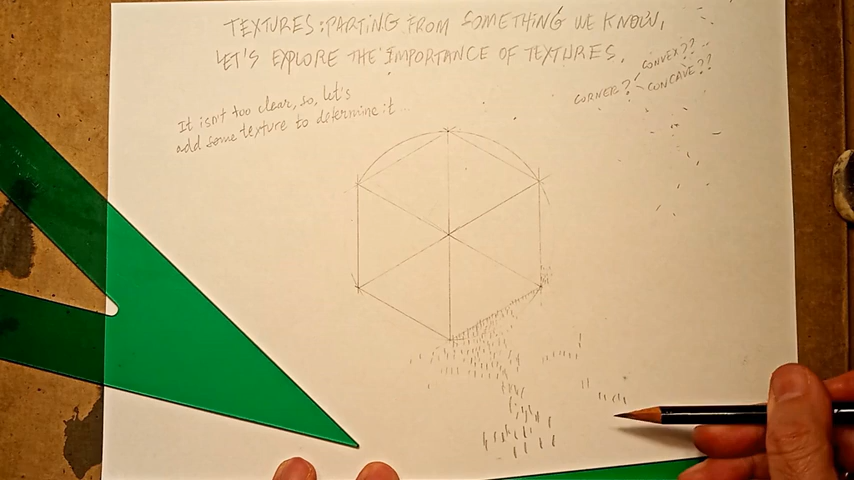 TEXTURES: PARTING FROM SOMETHING WE KNOW,
LET'S EXPLORE THE IMPORTANCE OF TEXTURES.
CONVEX??
CORNER?
CONCAVE??
It isn't too clear, so, let's
add some texture to determine it...